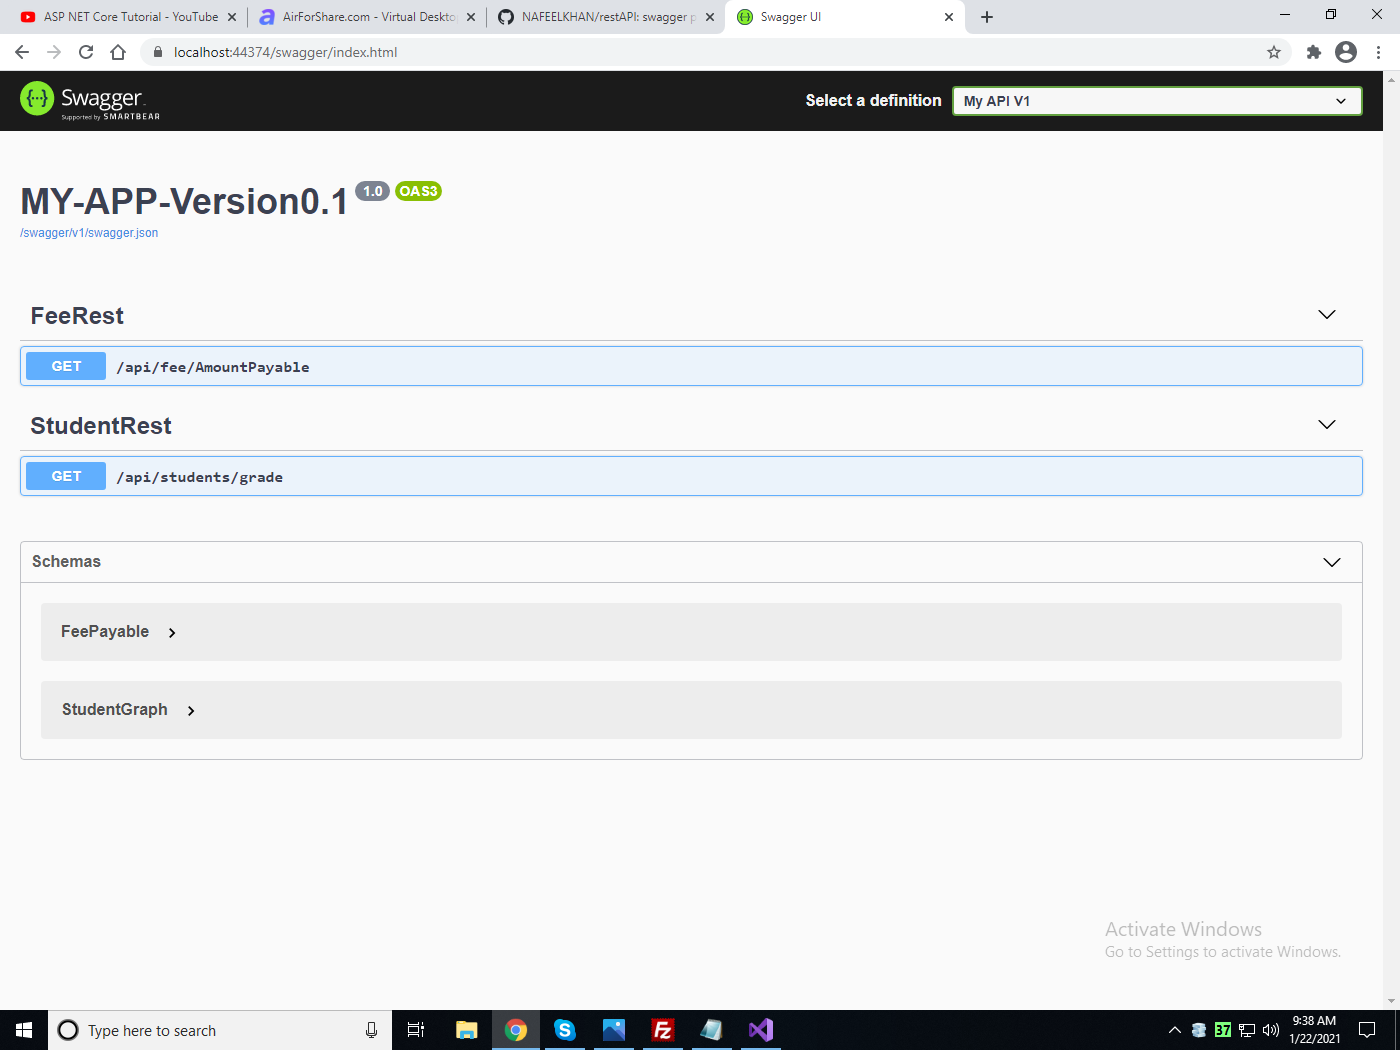 ASP NET Core Tutorial - YouTube
AirForShare.com - Virtual Deskto
NAFEELKHAN/restAPI: swagger p
Swagger UI
localhost:44374/swagger/index.html
Swagger
Supported by SMARTBEAR
Select a definition
My API V1
MY-APP-Version0.1 1.0 OAS3
/swagger/v1/swagger.json
FeeRest
GET /api/fee/AmountPayable
StudentRest
GET /api/students/grade
Schemas
FeePayable
StudentGraph
Activate Windows
Go to Settings to activate Windows.
Type here to search
Fz
37
9:38 AM
1/22/2021